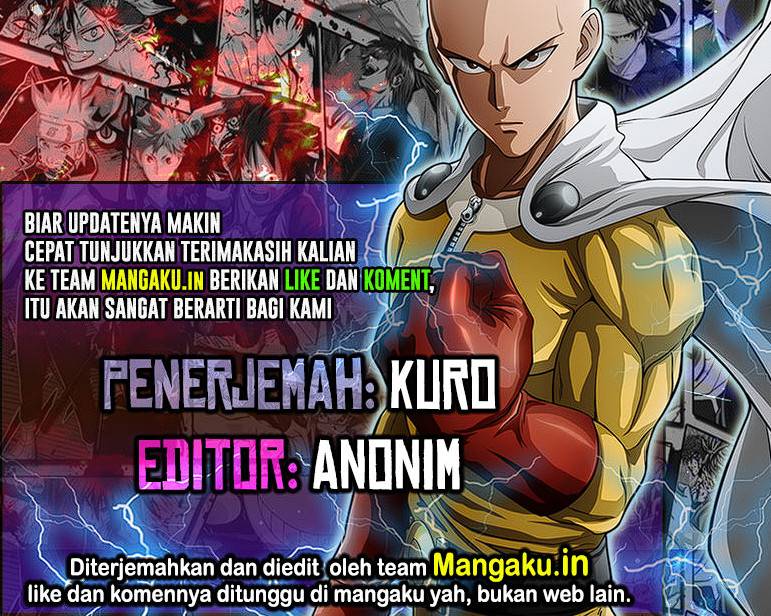 BIAR UPDATENYA MAKIN
CEPAT TUNJUKKAN TERIMAKASIH KALIAN
KE TEAM MANGAKU.IN BERIKAN LIKE DAN KOMENT,
ITU AKAN SANGAT BERARTI BAGI KAMI
PENERJEMAH: KURO
EDITOR: ANONIM
Diterjemahkan dan diedit oleh team Mangaku.in
like dan komennya ditunggu di mangaku yah, bukan web lain.